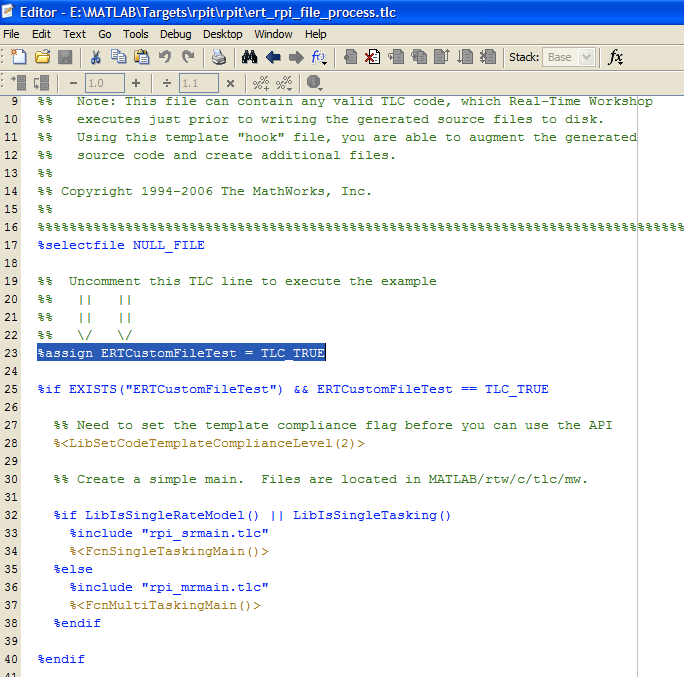 Editor - E:\MATLAB\Targets\rpit\rpit\ert_rpi_file_process.tlc
File Edit Text Go Tools Debug Desktop Window Help
Stack: Base fx
1.0 + ÷ 1.1 ×
9 %% Note: This file can contain any valid TLC code, which Real-Time Workshop
10 %% executes just prior to writing the generated source files to disk.
11 %% Using this template "hook" file, you are able to augment the generated
12 %% source code and create additional files.
13 %%
14 %% Copyright 1994-2006 The MathWorks, Inc.
15 %%
16 %%%%%%%%%%%%%%%%%%%%%%%%%%%%%%%%%%%%%%%%%%%%%%%%%%%%%%%%%%%%%%%%%%%%%%%%%%%%%%%%%%%
17 %selectfile NULL_FILE
18
19 %% Uncomment this TLC line to execute the example
20 %% || ||
21 %% || ||
22 %% \/ \/
23 %assign ERTCustomFileTest = TLC_TRUE
24
25 %if EXISTS("ERTCustomFileTest") && ERTCustomFileTest == TLC_TRUE
26
27 %% Need to set the template compliance flag before you can use the API
28 %<LibSetCodeTemplateComplianceLevel(2)>
29
30 %% Create a simple main. Files are located in MATLAB/rtw/c/tlc/mw.
31
32 %if LibIsSingleRateModel() || LibIsSingleTasking()
33 %include "rpi_srmain.tlc"
34 %<FcnSingleTaskingMain()>
35 %else
36 %include "rpi_mrmain.tlc"
37 %<FcnMultiTaskingMain()>
38 %endif
39
40 %endif
41